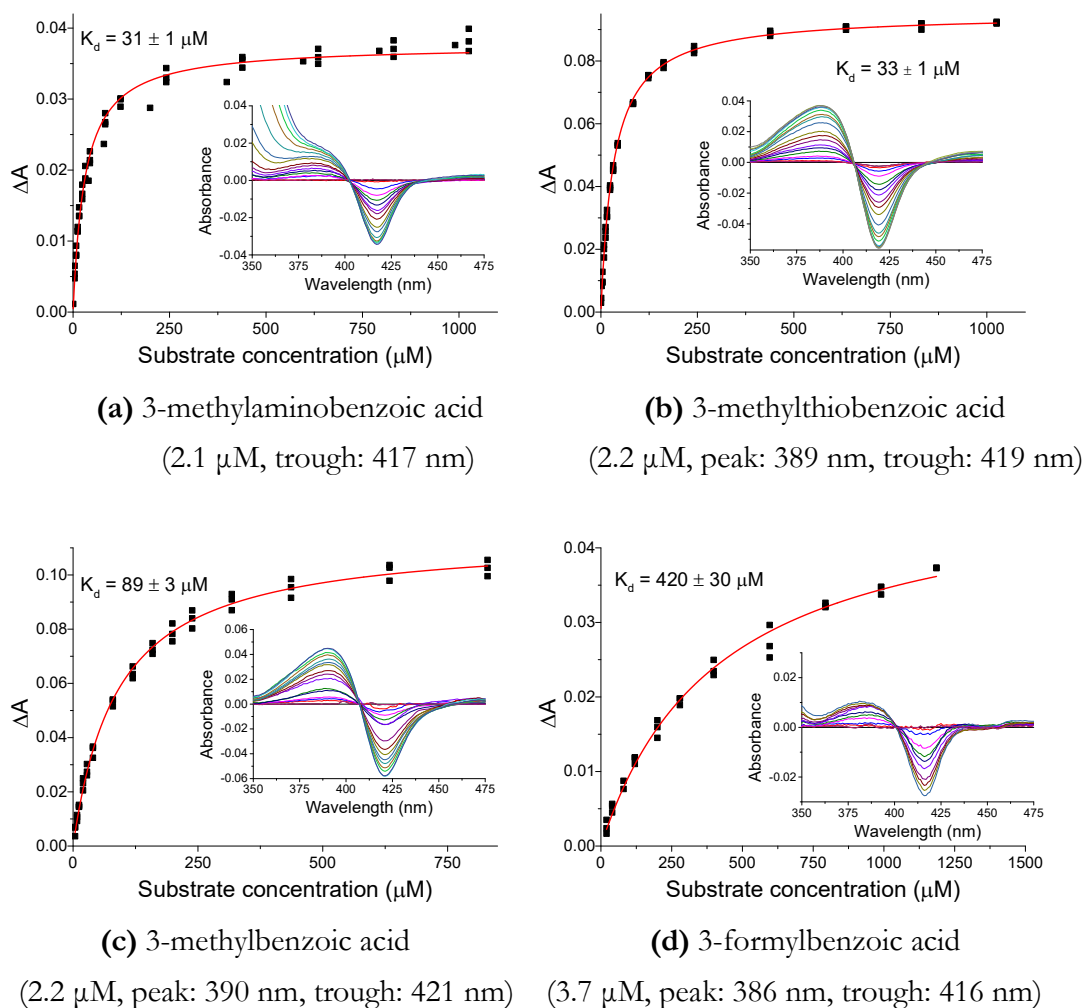 K_d = 31 ± 1 μM
0.04
0.03
0.02
0.01
0.00
ΔA
0 250 500 750 1000
Substrate concentration (μM)
0.04
0.02
0.00
-0.02
-0.04
Absorbance
350 375 400 425 450 475
Wavelength (nm)
(a) 3-methylaminobenzoic acid
(2.1 μM, trough: 417 nm)
K_d = 33 ± 1 μM
0.08
0.06
0.04
0.02
0.00
ΔA
0 250 500 750 1000
Substrate concentration (μM)
0.04
0.02
0.00
-0.02
-0.04
Absorbance
350 375 400 425 450 475
Wavelength (nm)
(b) 3-methylthiobenzoic acid
(2.2 μM, peak: 389 nm, trough: 419 nm)
K_d = 89 ± 3 μM
0.10
0.08
0.06
0.04
0.02
0.00
ΔA
0 250 500 750
Substrate concentration (μM)
0.06
0.04
0.02
0.00
-0.02
-0.04
-0.06
Absorbance
350 375 400 425 450 475
Wavelength (nm)
(c) 3-methylbenzoic acid
(2.2 μM, peak: 390 nm, trough: 421 nm)
K_d = 420 ± 30 μM
0.04
0.03
0.02
0.01
0.00
ΔA
0 250 500 750 1000 1250 1500
Substrate concentration (μM)
0.02
0.00
-0.02
Absorbance
350 375 400 425 450 475
Wavelength (nm)
(d) 3-formylbenzoic acid
(3.7 μM, peak: 386 nm, trough: 416 nm)